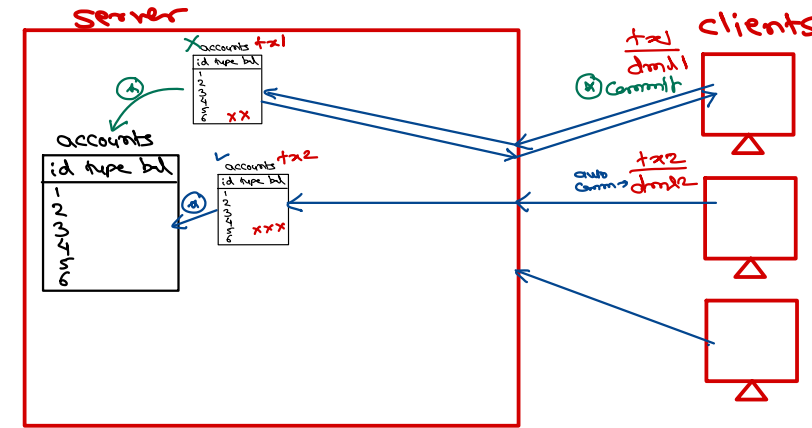 server
clients
accounts tx1
id type bal
1
2
3
4
5
6 xx
tx1
dml1
commit
accounts
id type bal
1
2
3
4
5
6
accounts tx2
id type bal
1
2
3
4
5
6
xxx
auto
comm
tx2
dml2